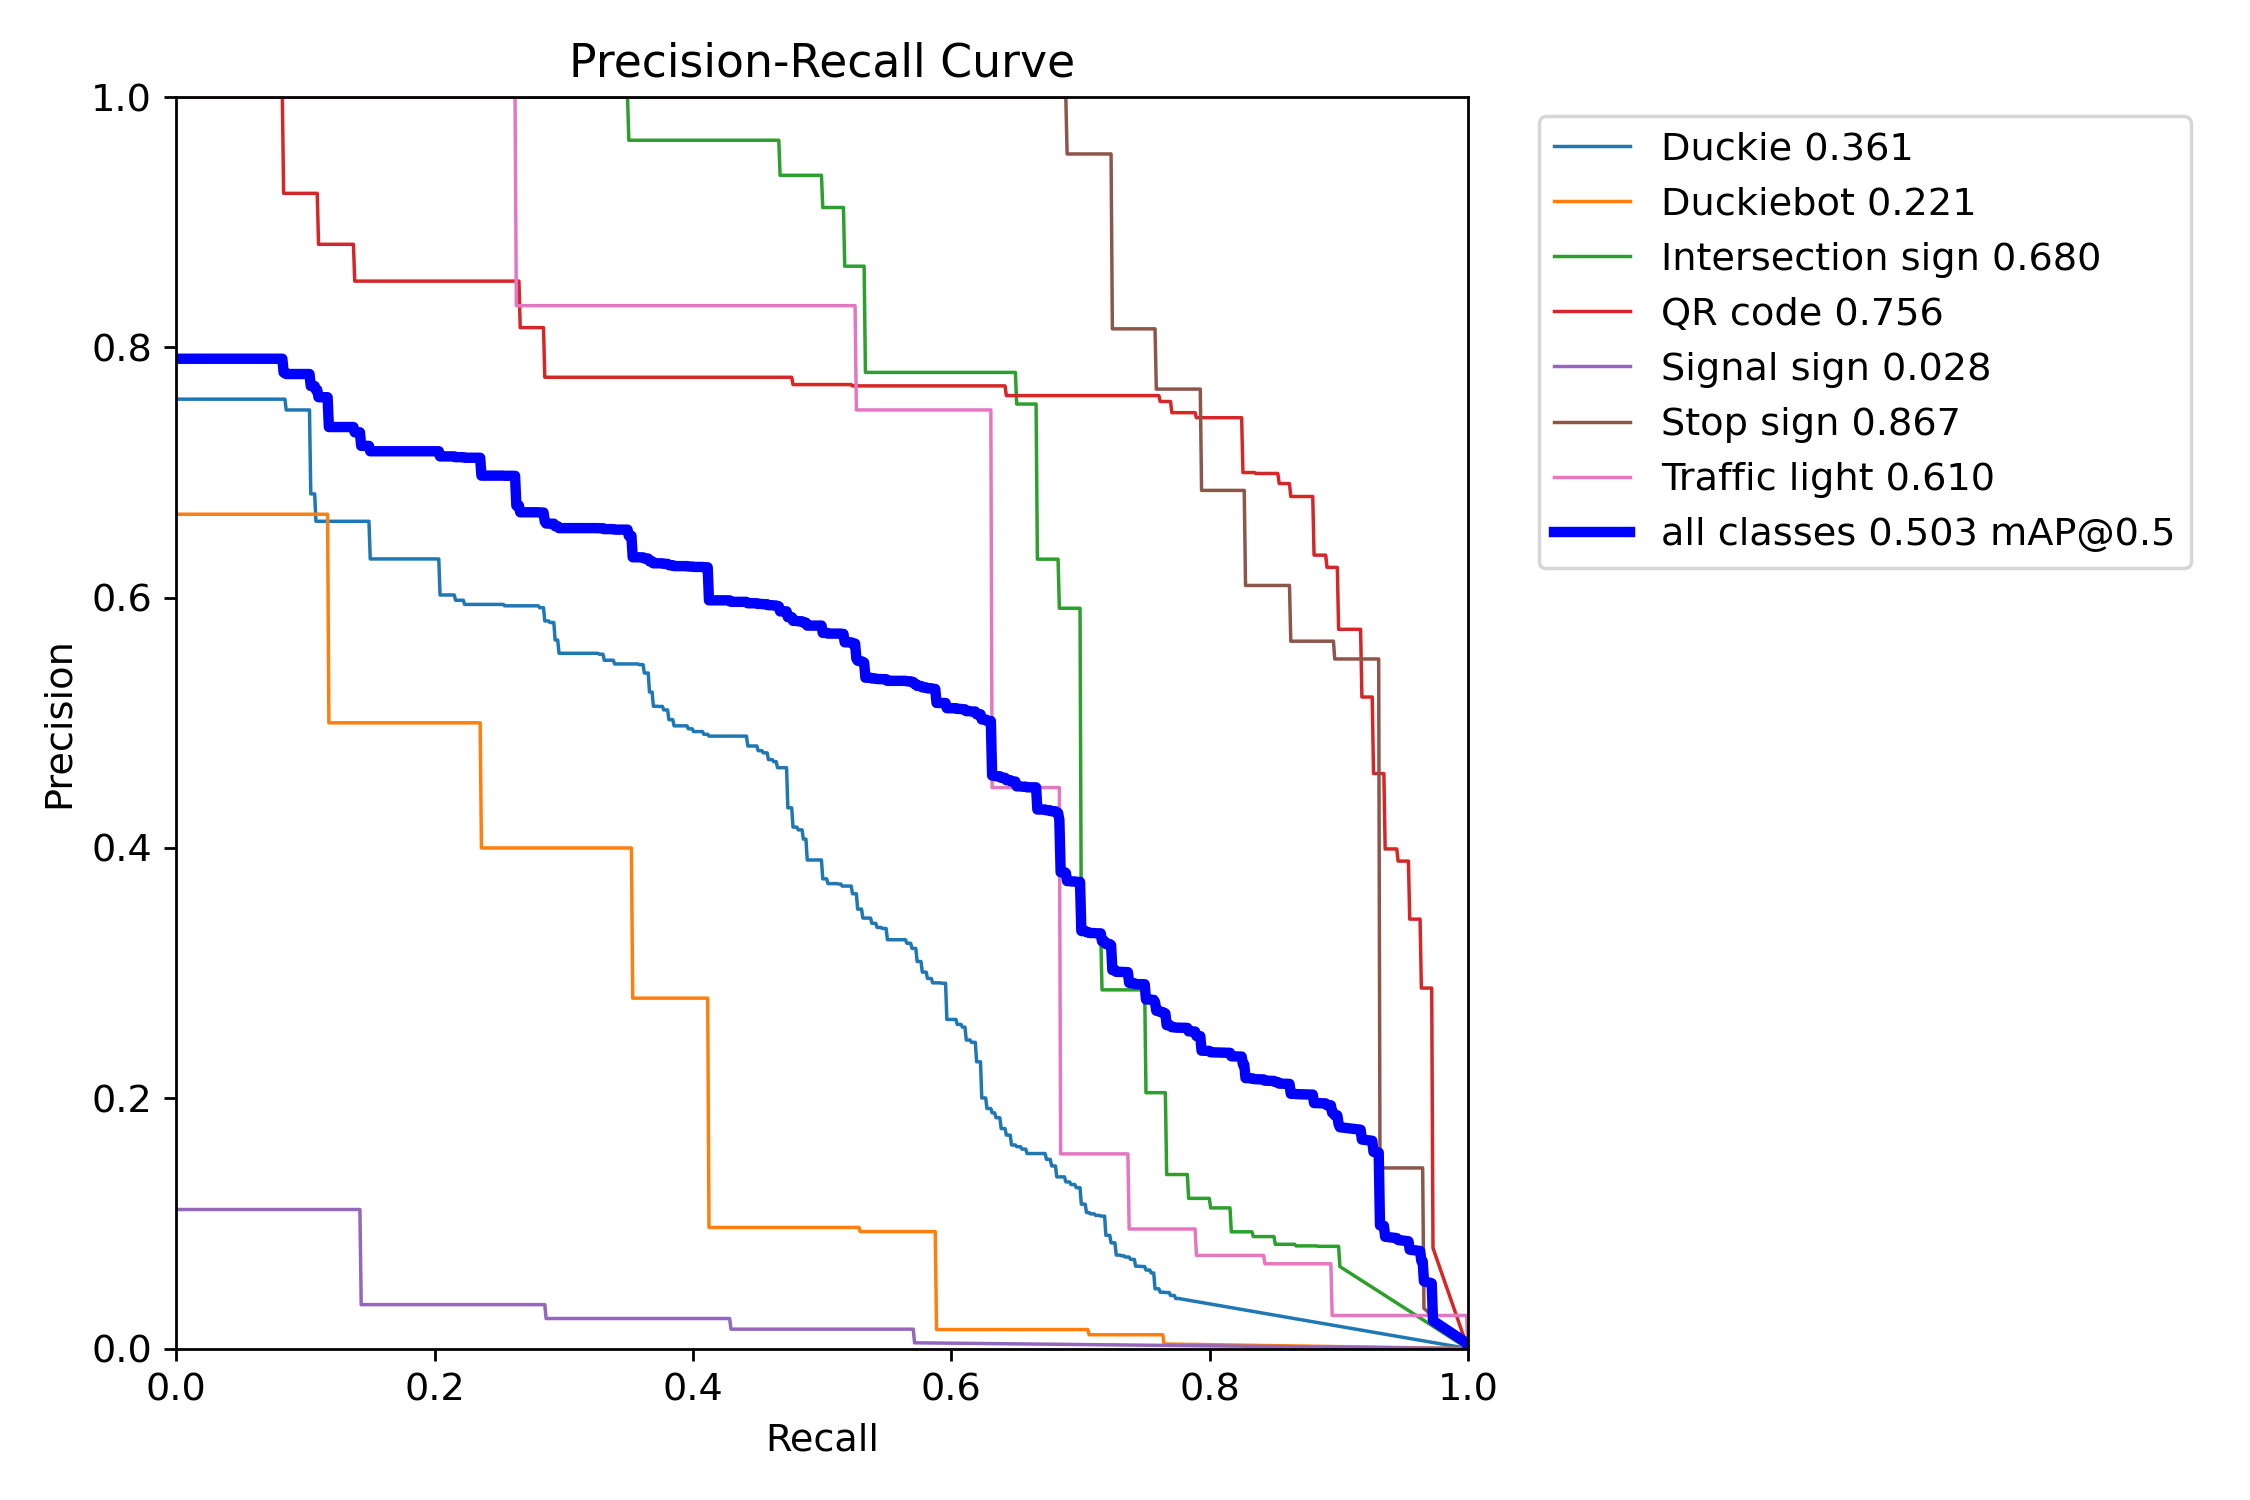 Precision-Recall Curve
1.0
0.8
0.6
0.4
0.2
0.0
Precision
0.0 0.2 0.4 0.6 0.8 1.0
Recall
Duckie 0.361
Duckiebot 0.221
Intersection sign 0.680
QR code 0.756
Signal sign 0.028
Stop sign 0.867
Traffic light 0.610
all classes 0.503 mAP@0.5